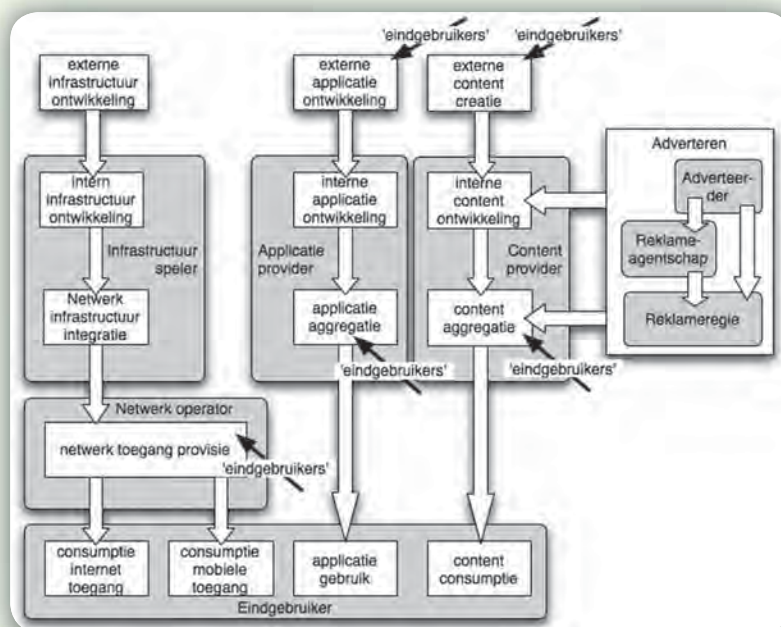 'eindgebruikers'
'eindgebruikers'
externe
infrastructuur
ontwikkeling
externe
applicatie
ontwikkeling
externe
content
creatie
Adverteren
Adverteer-
der
Reklame-
agentschap
Reklameregie
intern
infrastructuur
ontwikkeling
Infrastructuur
speler
Netwerk
infrastructuur
integratie
interne
applicatie
ontwikkeling
Applicatie
provider
applicatie
aggregatie
'eindgebruikers'
interne
content
ontwikkeling
Content
provider
content
aggregatie
'eindgebruikers'
Netwerk operator
netwerk toegang provisie
'eindgebruikers'
consumptie
internet
toegang
consumptie
mobiele
toegang
applicatie
gebruik
content
consumptie
Eindgebruiker